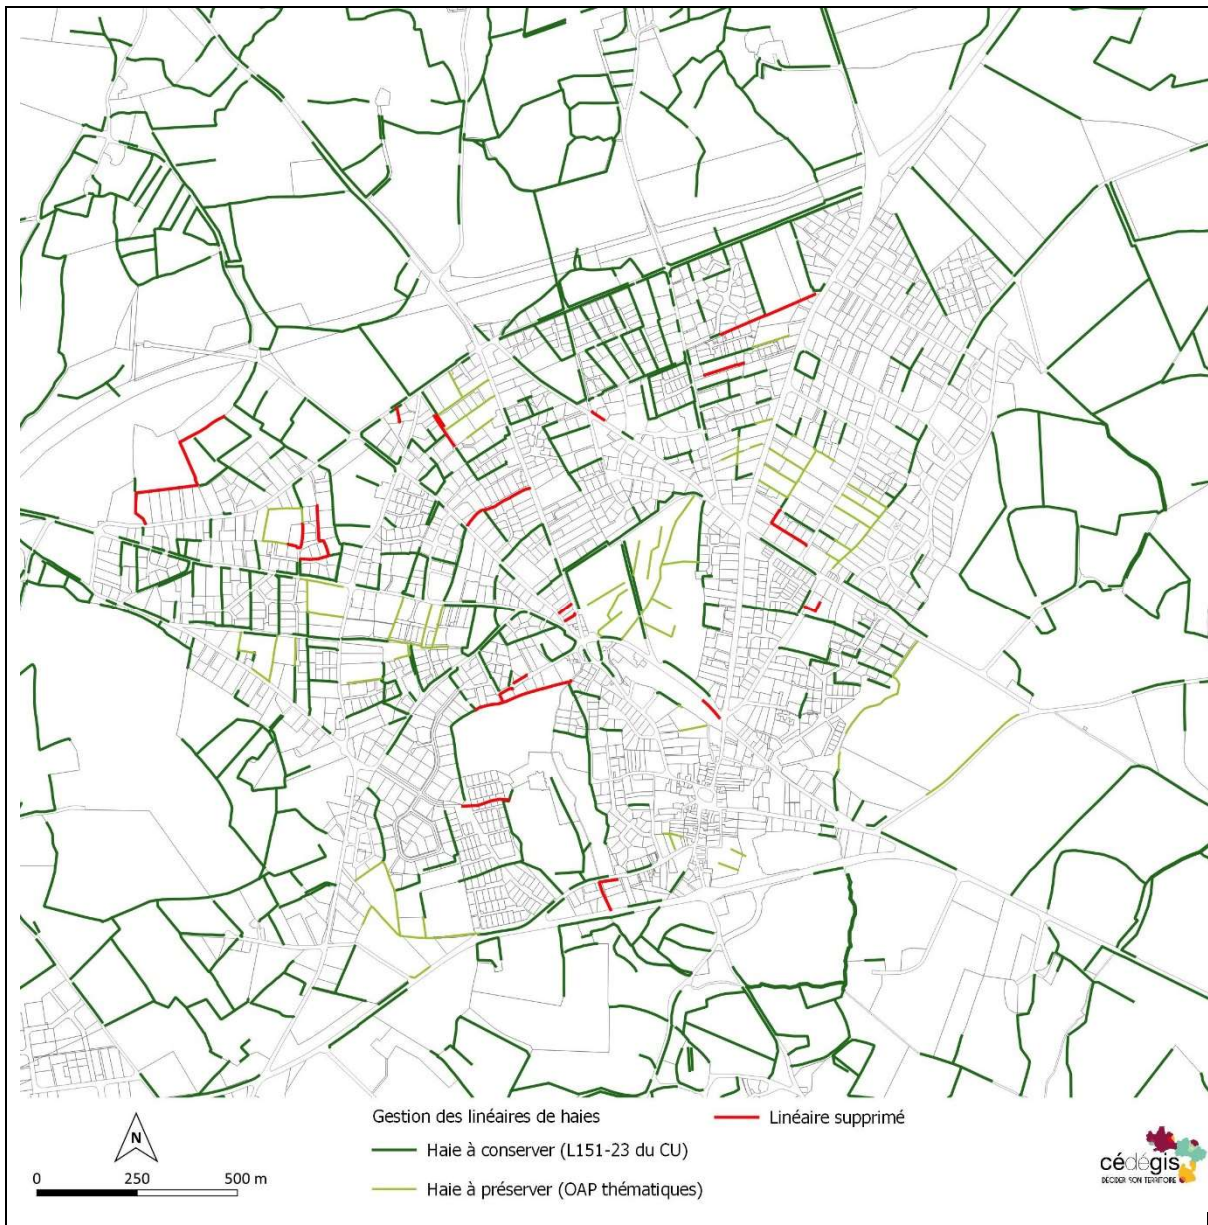 Gestion des linéaires de haies
Linéaire supprimé
N
Haie à conserver (L151-23 du CU)
Haie à préserver (OAP thématiques)
0 250 500 m
cédégis
DÉCIDER SON TERRITOIRE